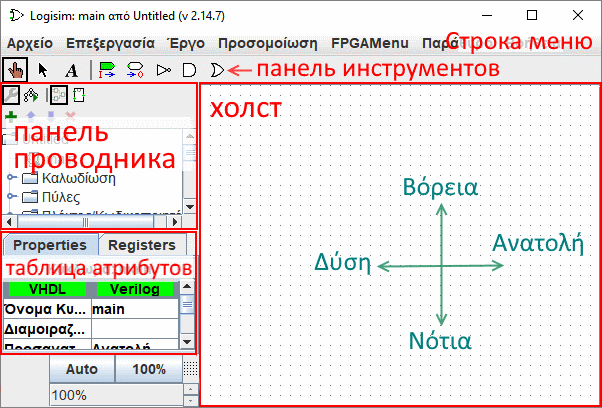 Logisim: main από Untitled (v 2.14.7)
Αρχείο Επεξεργασία Έργο Προσομοίωση FPGAMenu Παρά
Строка меню
A
панель инструментов
панель
проводника
Καλωδίωση
Πύλες
холст
Βόρεια
Ανατολή
Δύση
Νότια
Properties Registers
таблица атрибутов
VHDL Verilog
Όνομα Κυ... main
Διαμοιραζ...
Προσανατ... Ανατολή
Auto 100%
100%